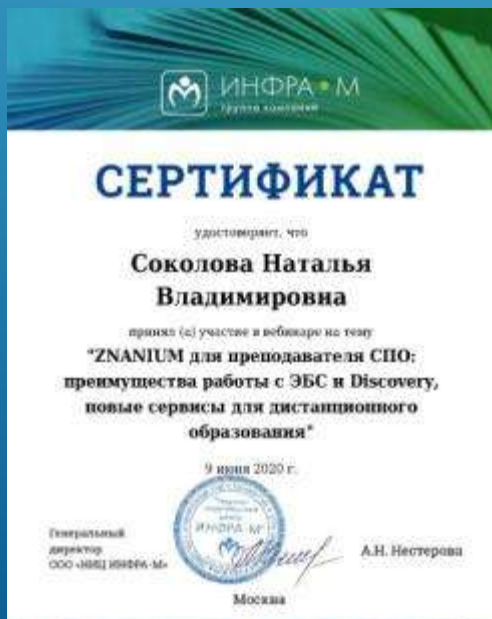 ИНФРА•М
группа компаний
СЕРТИФИКАТ
удостоверяет, что
Соколова Наталья
Владимировна
принял (а) участие в вебинаре на тему
"ZNANIUM для преподавателя СПО:
преимущества работы с ЭБС и Discovery,
новые сервисы для дистанционного
образования"
9 июня 2020 г.
ИНФРА-М
Генеральный
директор
ООО «НИЦ ИНФРА-М»
А.Н. Нестерова
Москва